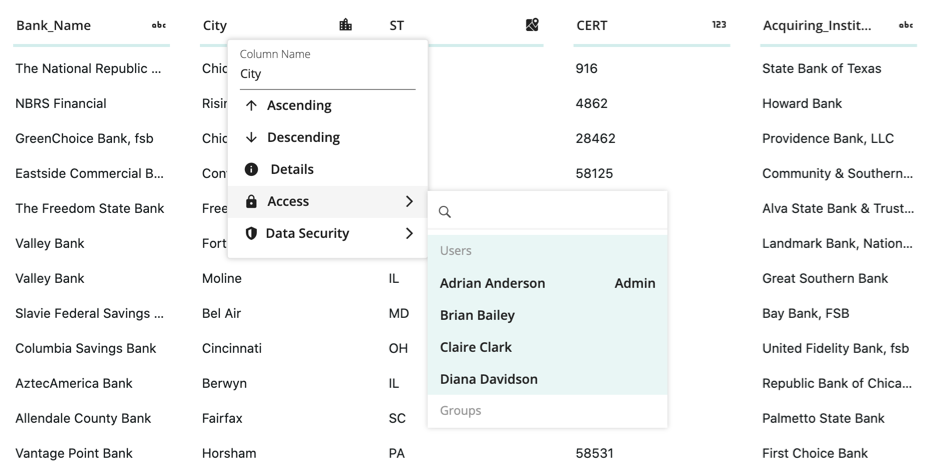 Bank_Name abc City ST CERT 123 Acquiring_Instit... abc
Column Name
City
Ascending
Descending
Details
Access
Data Security
Users
Adrian Anderson Admin
Brian Bailey
Claire Clark
Diana Davidson
Groups
The National Republic ... Chic 916 State Bank of Texas
NBRS Financial Risin 4862 Howard Bank
GreenChoice Bank, fsb Chic 28462 Providence Bank, LLC
Eastside Commercial B... Con 58125 Community & Southern...
The Freedom State Bank Free Alva State Bank & Trust...
Valley Bank Fort Landmark Bank, Nation...
Valley Bank Moline IL Great Southern Bank
Slavie Federal Savings ... Bel Air MD Bay Bank, FSB
Columbia Savings Bank Cincinnati OH United Fidelity Bank, fsb
AztecAmerica Bank Berwyn IL Republic Bank of Chica...
Allendale County Bank Fairfax SC Palmetto State Bank
Vantage Point Bank Horsham PA 58531 First Choice Bank